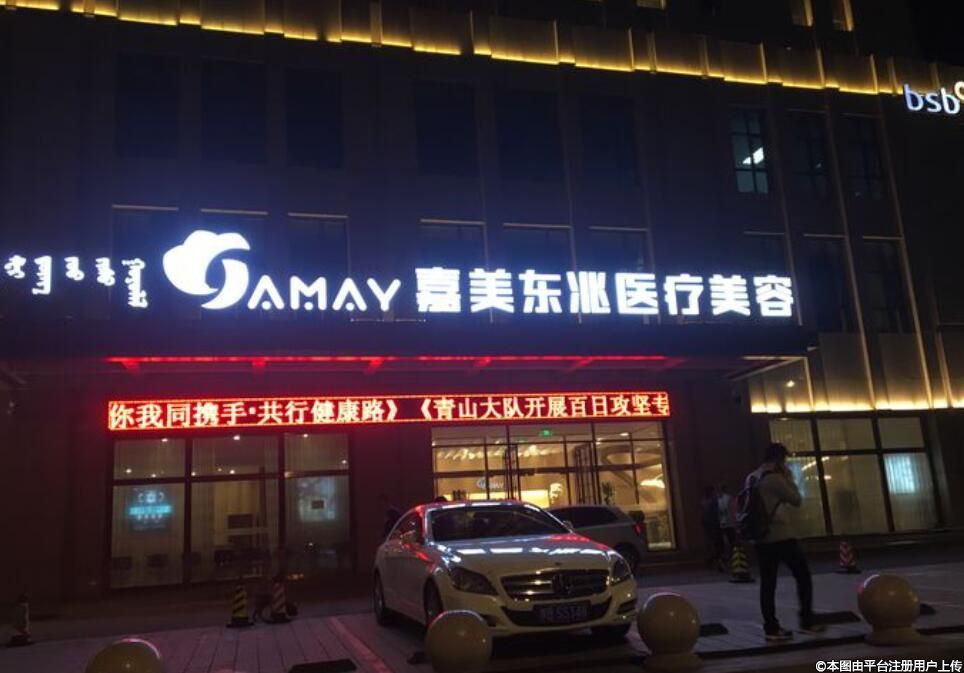 bsb
GAMAY 嘉美东泓医疗美容
你我同携手·共行健康路》《青山大队开展百日攻坚专
©本图由平台注册用户上传